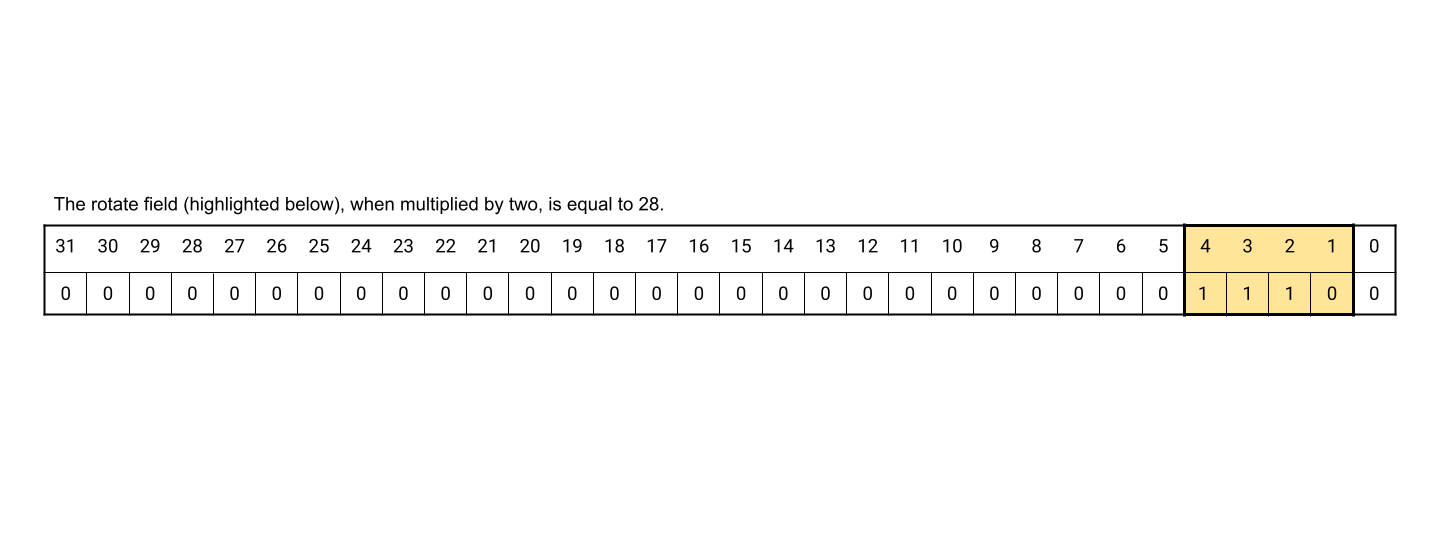 The rotate field (highlighted below), when multiplied by two, is equal to 28.
31 30 29 28 27 26 25 24 23 22 21 20 19 18 17 16 15 14 13 12 11 10 9 8 7 6 5 4 3 2 1 0
0 0 0 0 0 0 0 0 0 0 0 0 0 0 0 0 0 0 0 0 0 0 0 0 0 0 0 1 1 1 0 0